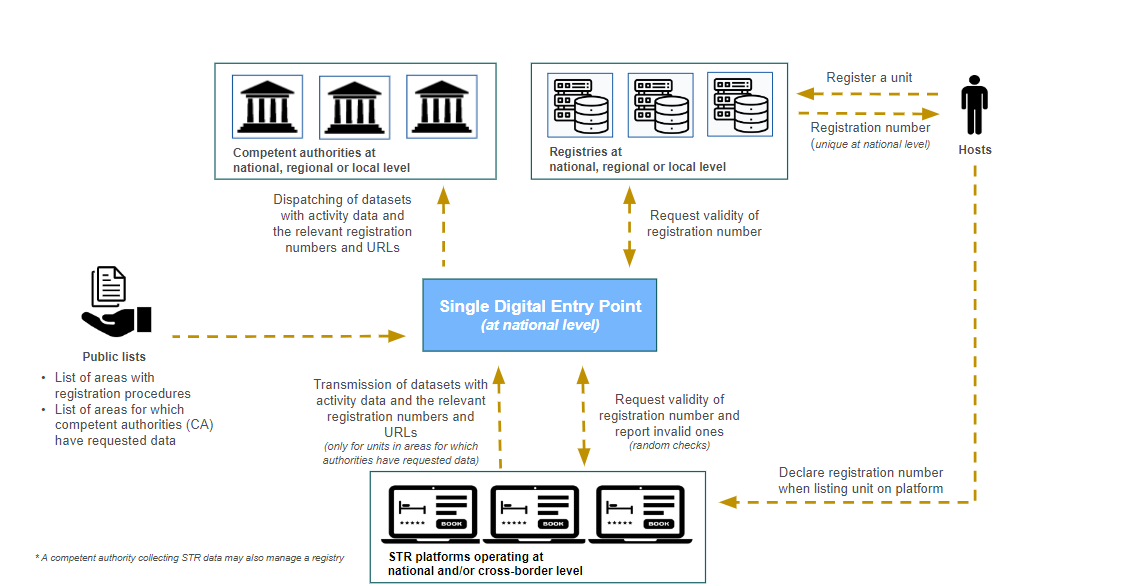 Register a unit
Registration number
(unique at national level)
Hosts
Competent authorities at
national, regional or local level
Registries at
national, regional or local level
Dispatching of datasets
with activity data and
the relevant registration
numbers and URLs
Request validity of
registration number
Single Digital Entry Point
(at national level)
Public lists
• List of areas with
registration procedures
• List of areas for which
competent authorities (CA)
have requested data
Transmission of datasets with
activity data and the relevant
registration numbers and
URLs
(only for units in areas for which
authorities have requested data)
Request validity of
registration number and
report invalid ones
(random checks)
Declare registration number
when listing unit on platform
BOOK
BOOK
BOOK
STR platforms operating at
national and/or cross-border level
* A competent authority collecting STR data may also manage a registry